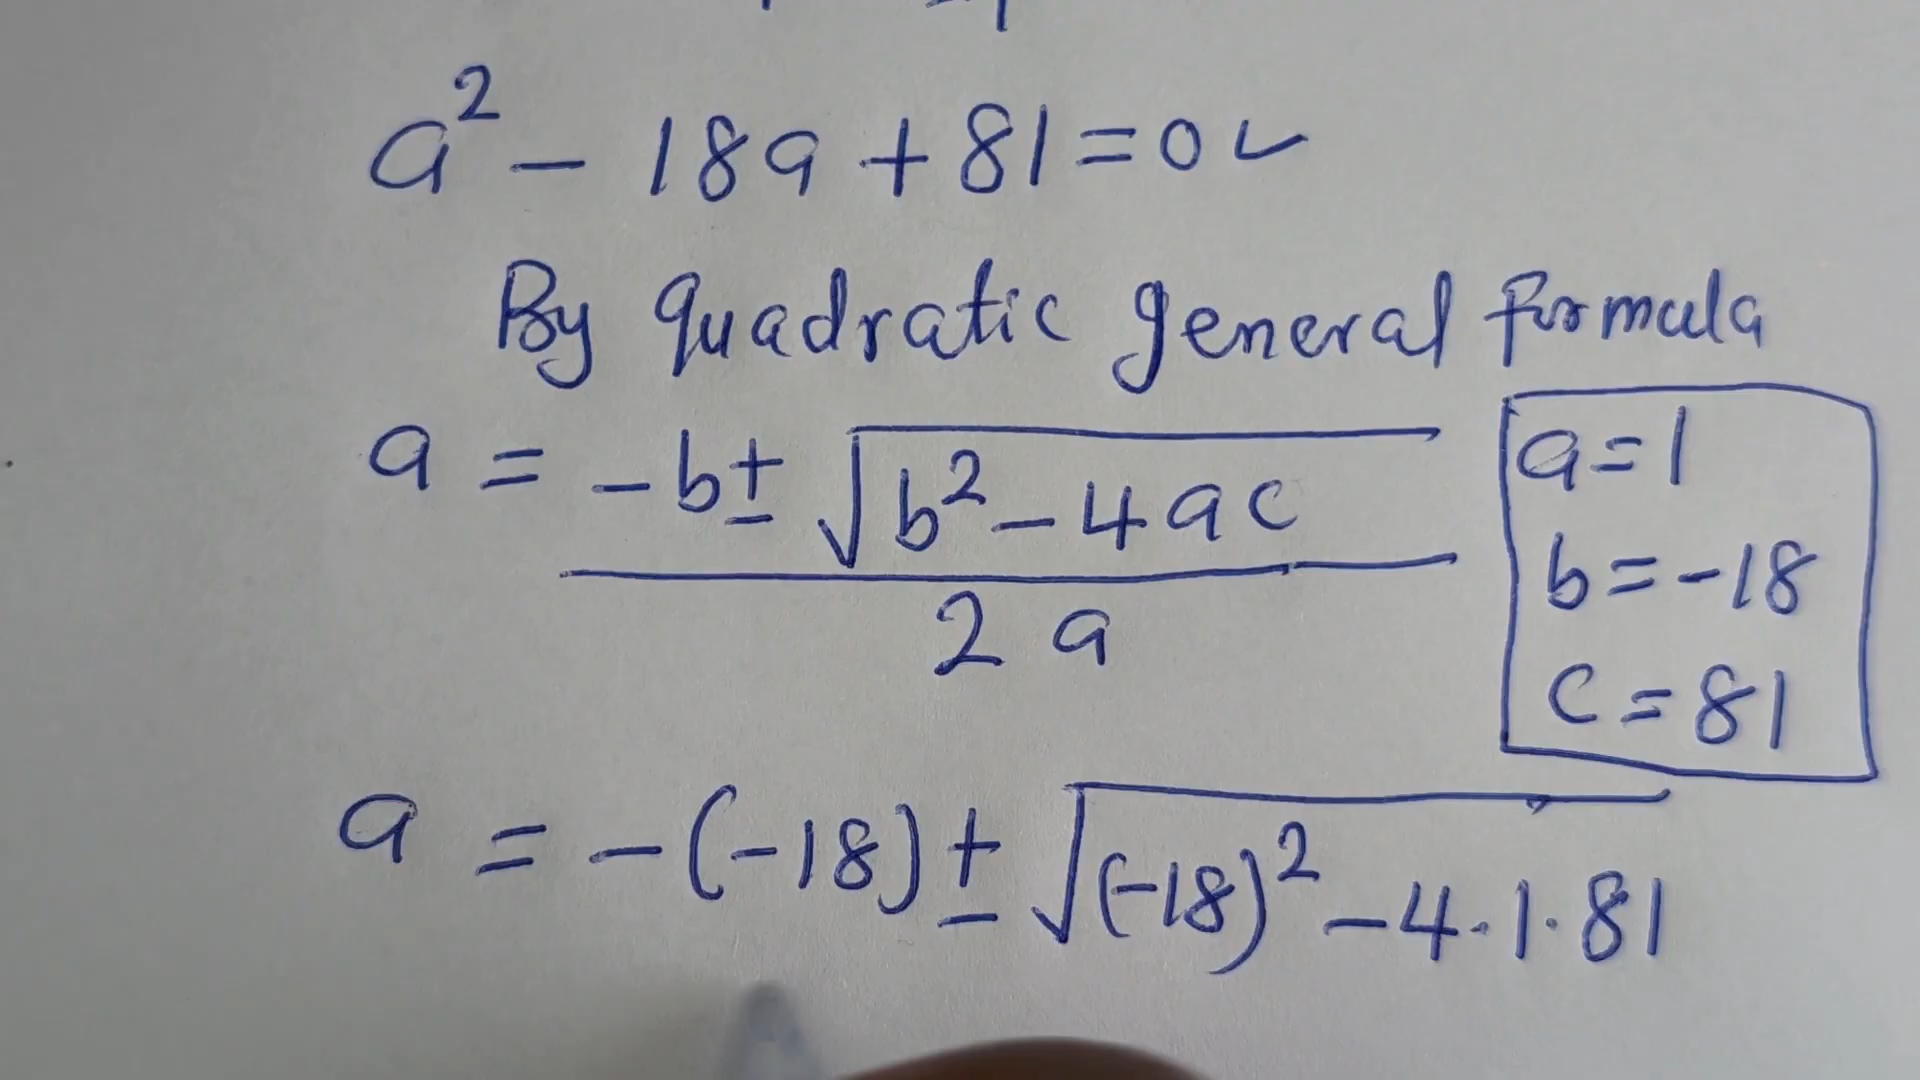 a² - 18a + 81 = 0
By quadratic general formula
a = -b ± √b² - 4ac
2a
a = 1
b = -18
c = 81
a = -(-18) ± √(-18)² - 4·1·81